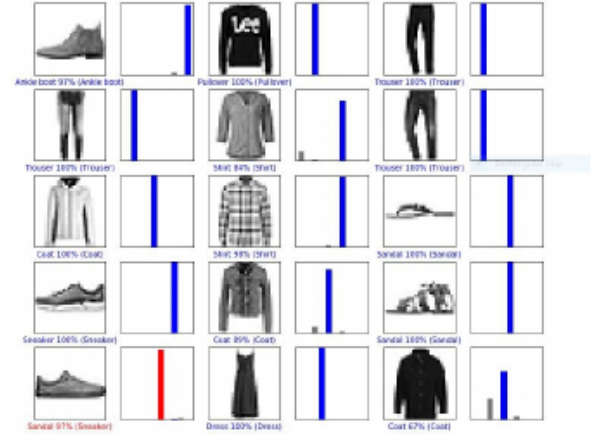 Lee
Ankle boot 97% (Ankle boot)
Pullover 100% (Pullover)
Trouser 100% (Trouser)
Trouser 100% (Trouser)
Shirt 84% (Shirt)
Trouser 100% (Trouser)
Coat 100% (Coat)
Shirt 98% (Shirt)
Sandal 100% (Sandal)
Sneaker 100% (Sneaker)
Coat 89% (Coat)
Sandal 100% (Sandal)
Sandal 97% (Sneaker)
Dress 100% (Dress)
Coat 67% (Coat)